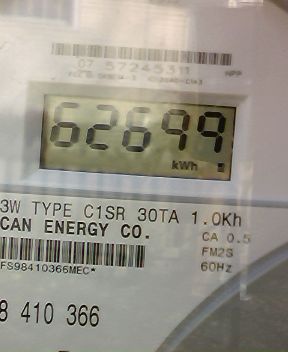 07 57245311 NPP
62699
kWh
3W TYPE C1SR 30TA 1.0Kh
CAN ENERGY CO. CA 0.5
FM2S
FS98410366MEC* 60Hz
8 410 366